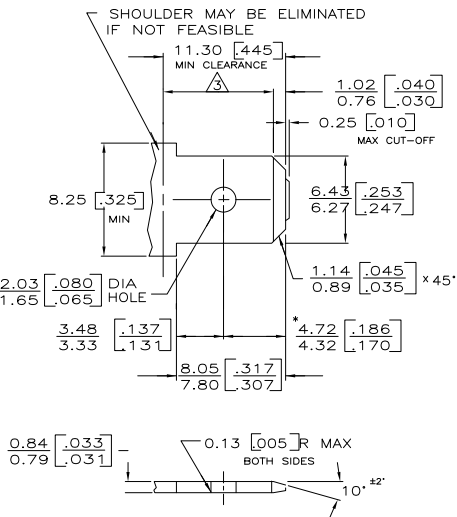 SHOULDER MAY BE ELIMINATED
IF NOT FEASIBLE
11.30 [.445]
MIN CLEARANCE
3
1.02 [.040]
0.76 [.030]
0.25 [.010]
MAX CUT-OFF
8.25 [.325]
MIN
6.43 [.253]
6.27 [.247]
2.03 [.080] DIA
1.65 [.065] HOLE
1.14 [.045] x 45°
0.89 [.035]
3.48 [.137]
3.33 [.131]
*4.72 [.186]
4.32 [.170]
8.05 [.317]
7.80 [.307]
0.84 [.033]
0.79 [.031]
0.13 [.005]R MAX
BOTH SIDES
10° ±2°